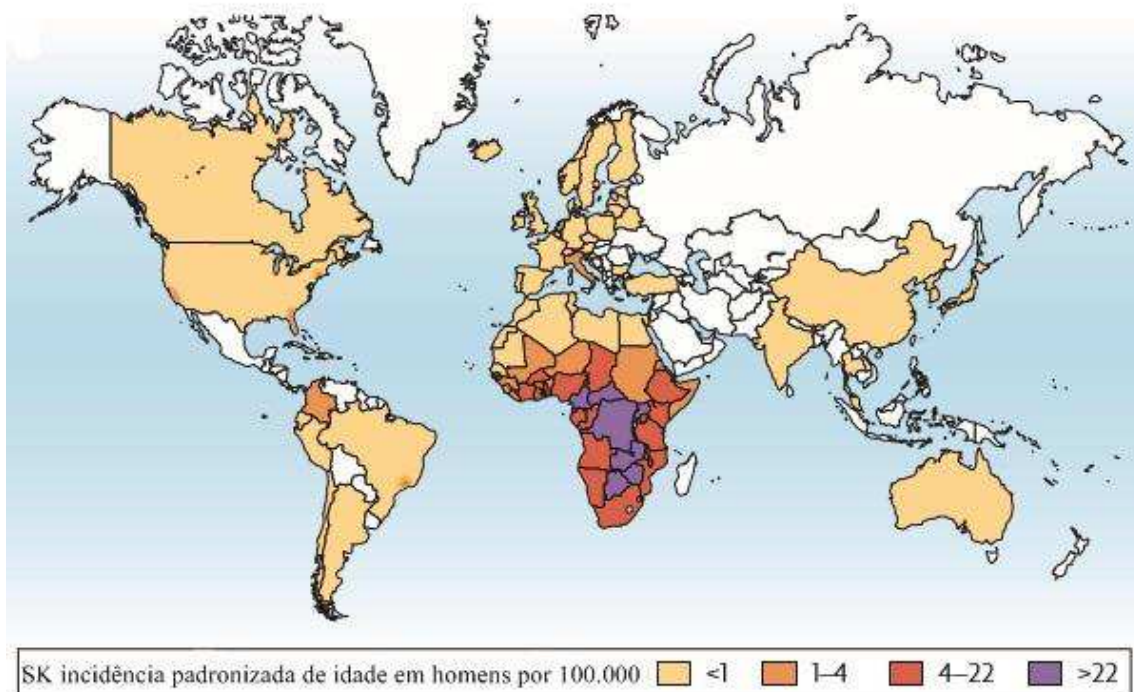 SK incidência padronizada de idade em homens por 100.000 <1 1–4 4–22 >22